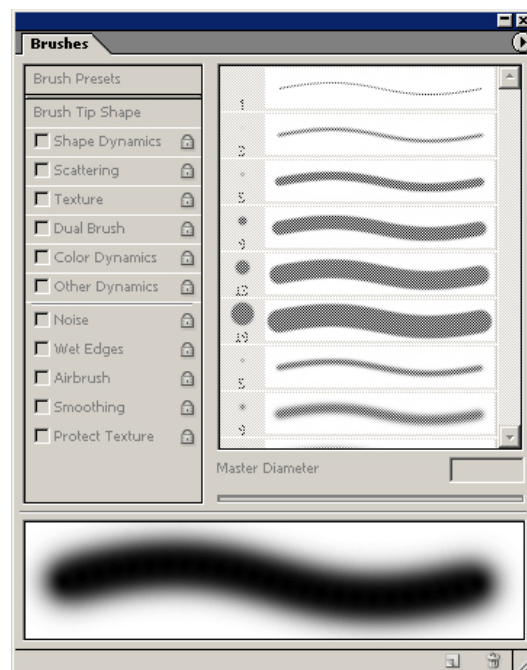 Brushes
Brush Presets
Brush Tip Shape
Shape Dynamics
Scattering
Texture
Dual Brush
Color Dynamics
Other Dynamics
Noise
Wet Edges
Airbrush
Smoothing
Protect Texture
1
3
5
9
13
19
5
9
Master Diameter